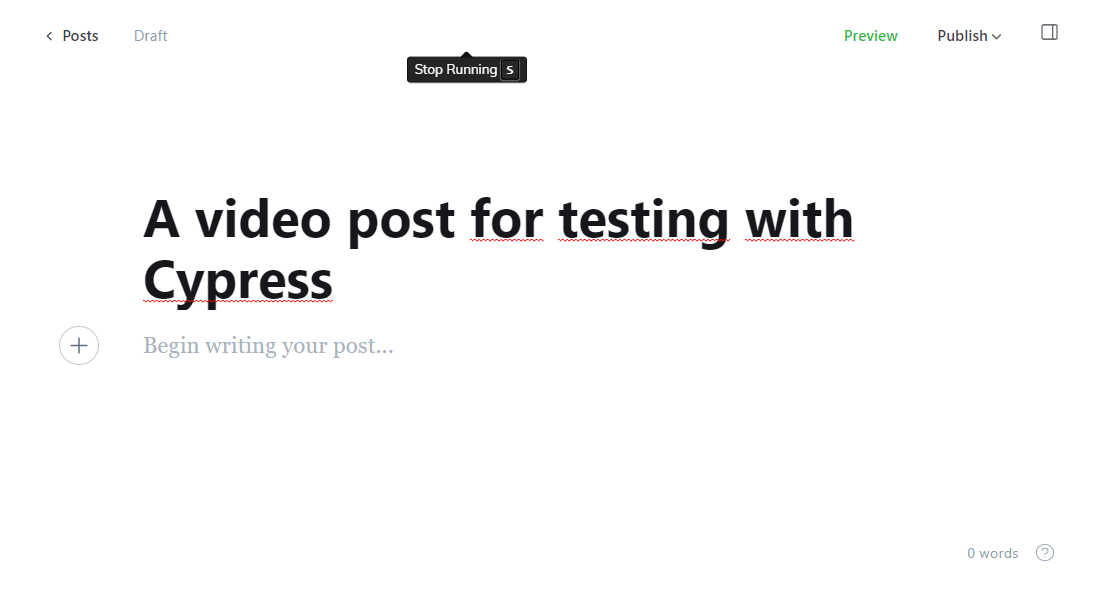 Posts Draft Preview Publish
Stop Running S
A video post for testing with
Cypress
Begin writing your post...
0 words ?